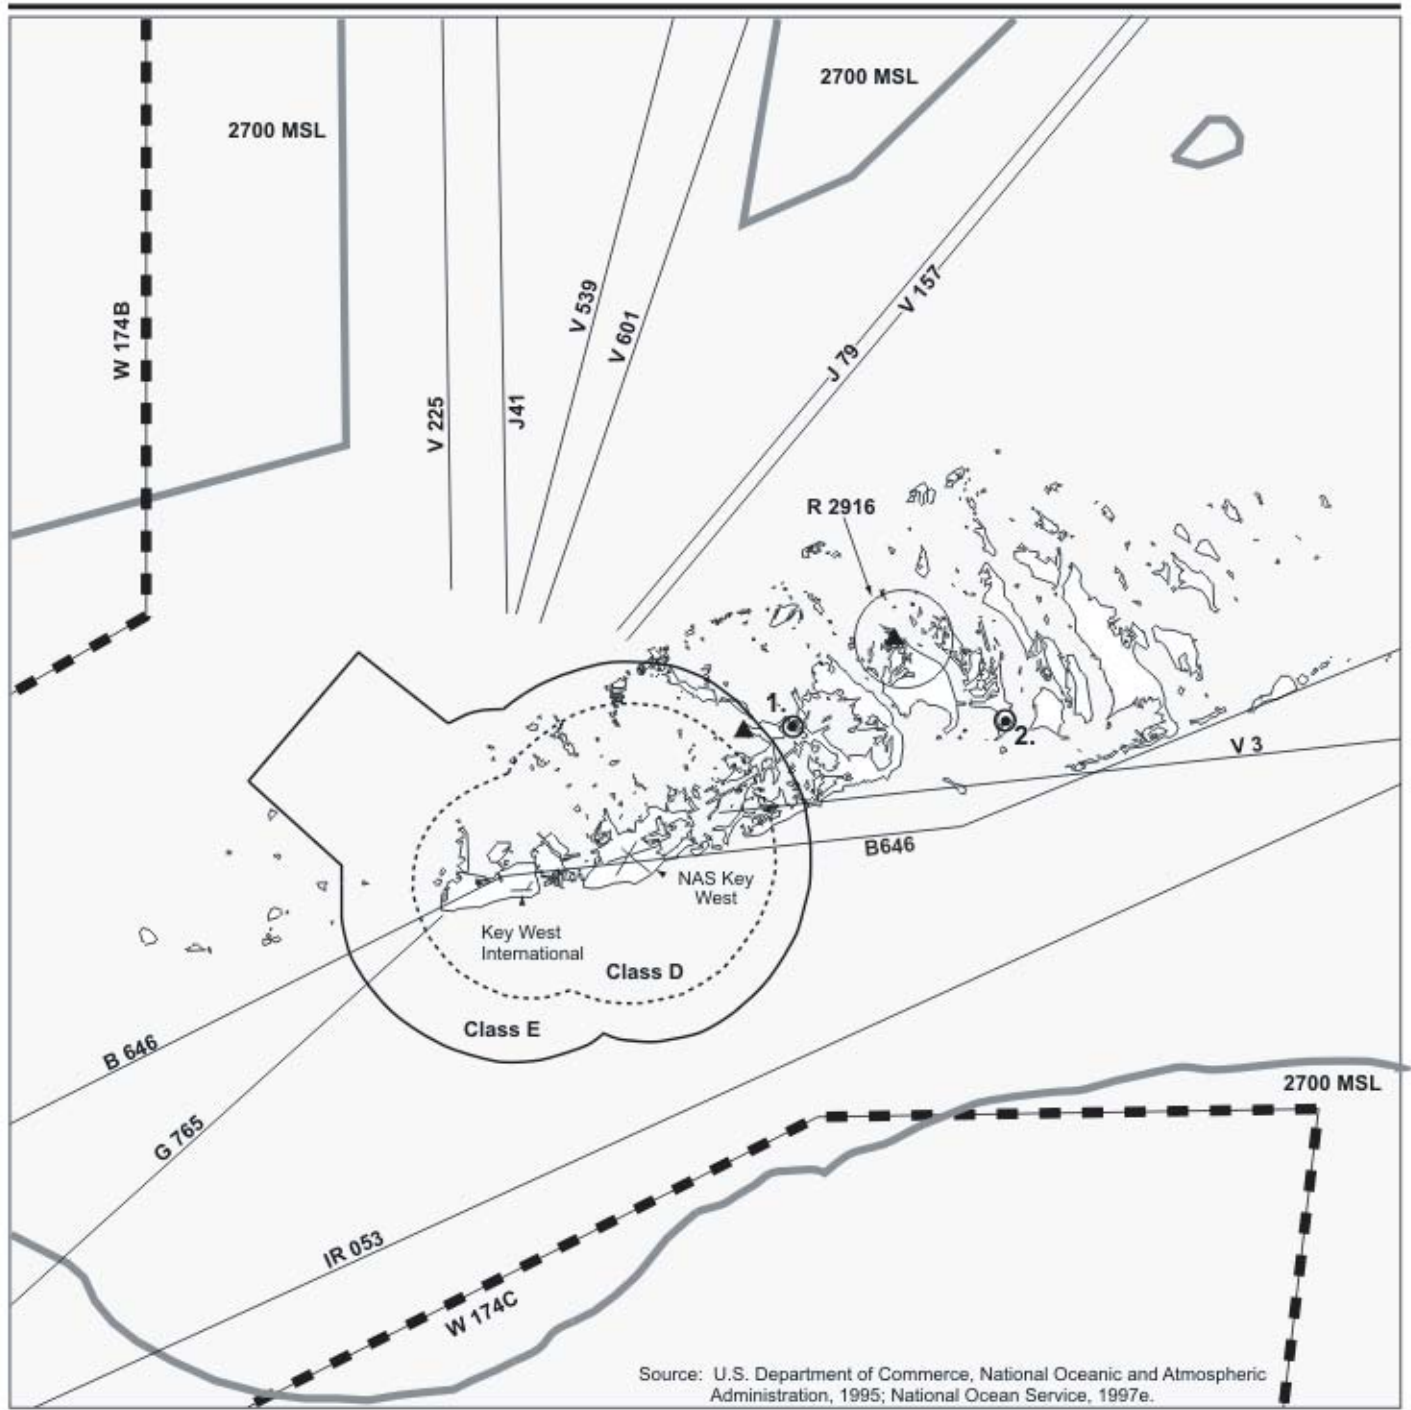 2700 MSL
2700 MSL
W 174B
V 225
J41
V 539
V 601
J 79
V 157
R 2916
1.
2.
V 3
B646
NAS Key
West
Key West
International
Class D
Class E
B 646
G 765
IR 053
W 174C
2700 MSL
Source: U.S. Department of Commerce, National Oceanic and Atmospheric
Administration, 1995; National Ocean Service, 1997e.